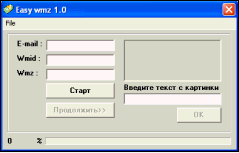 Easy wmz 1.0
File
E-mail :
Wmid :
Wmz :
Старт
Введите текст с картинки
Продолжить>>
OK
0 %